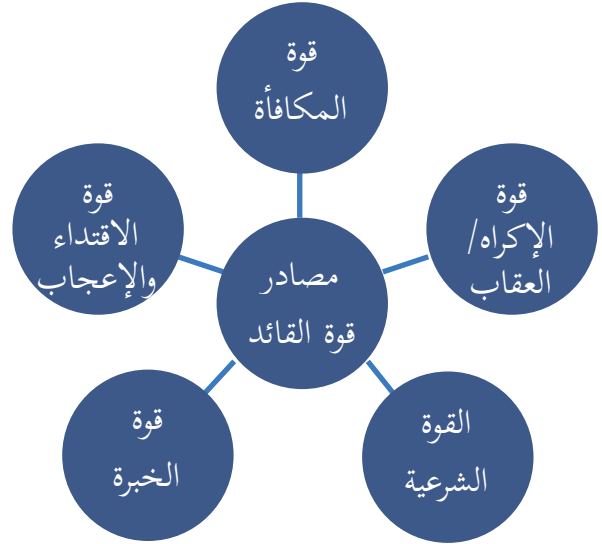 قوة
المكافأة
قوة
الإكراه/
العقاب
قوة
الاقتداء
والإعجاب
مصادر
قوة القائد
القوة
الشرعية
قوة
الخبرة